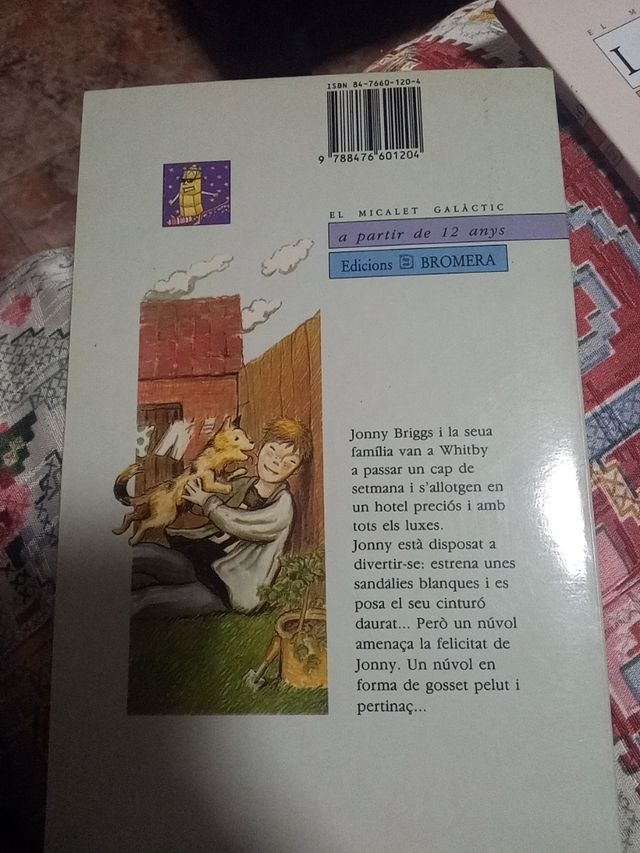 ISBN 84-7660-120-4
9 788476 601204
EL MICALET GALÀCTIC
a partir de 12 anys
Edicions BROMERA
Jonny Briggs i la seua
família van a Whitby
a passar un cap de
setmana i s'allotgen en
un hotel preciós i amb
tots els luxes.
Jonny està disposat a
divertir-se: estrena unes
sandàlies blanques i es
posa el seu cinturó
daurat... Però un núvol
amenaça la felicitat de
Jonny. Un núvol en
forma de gosset pelut i
pertinaç...